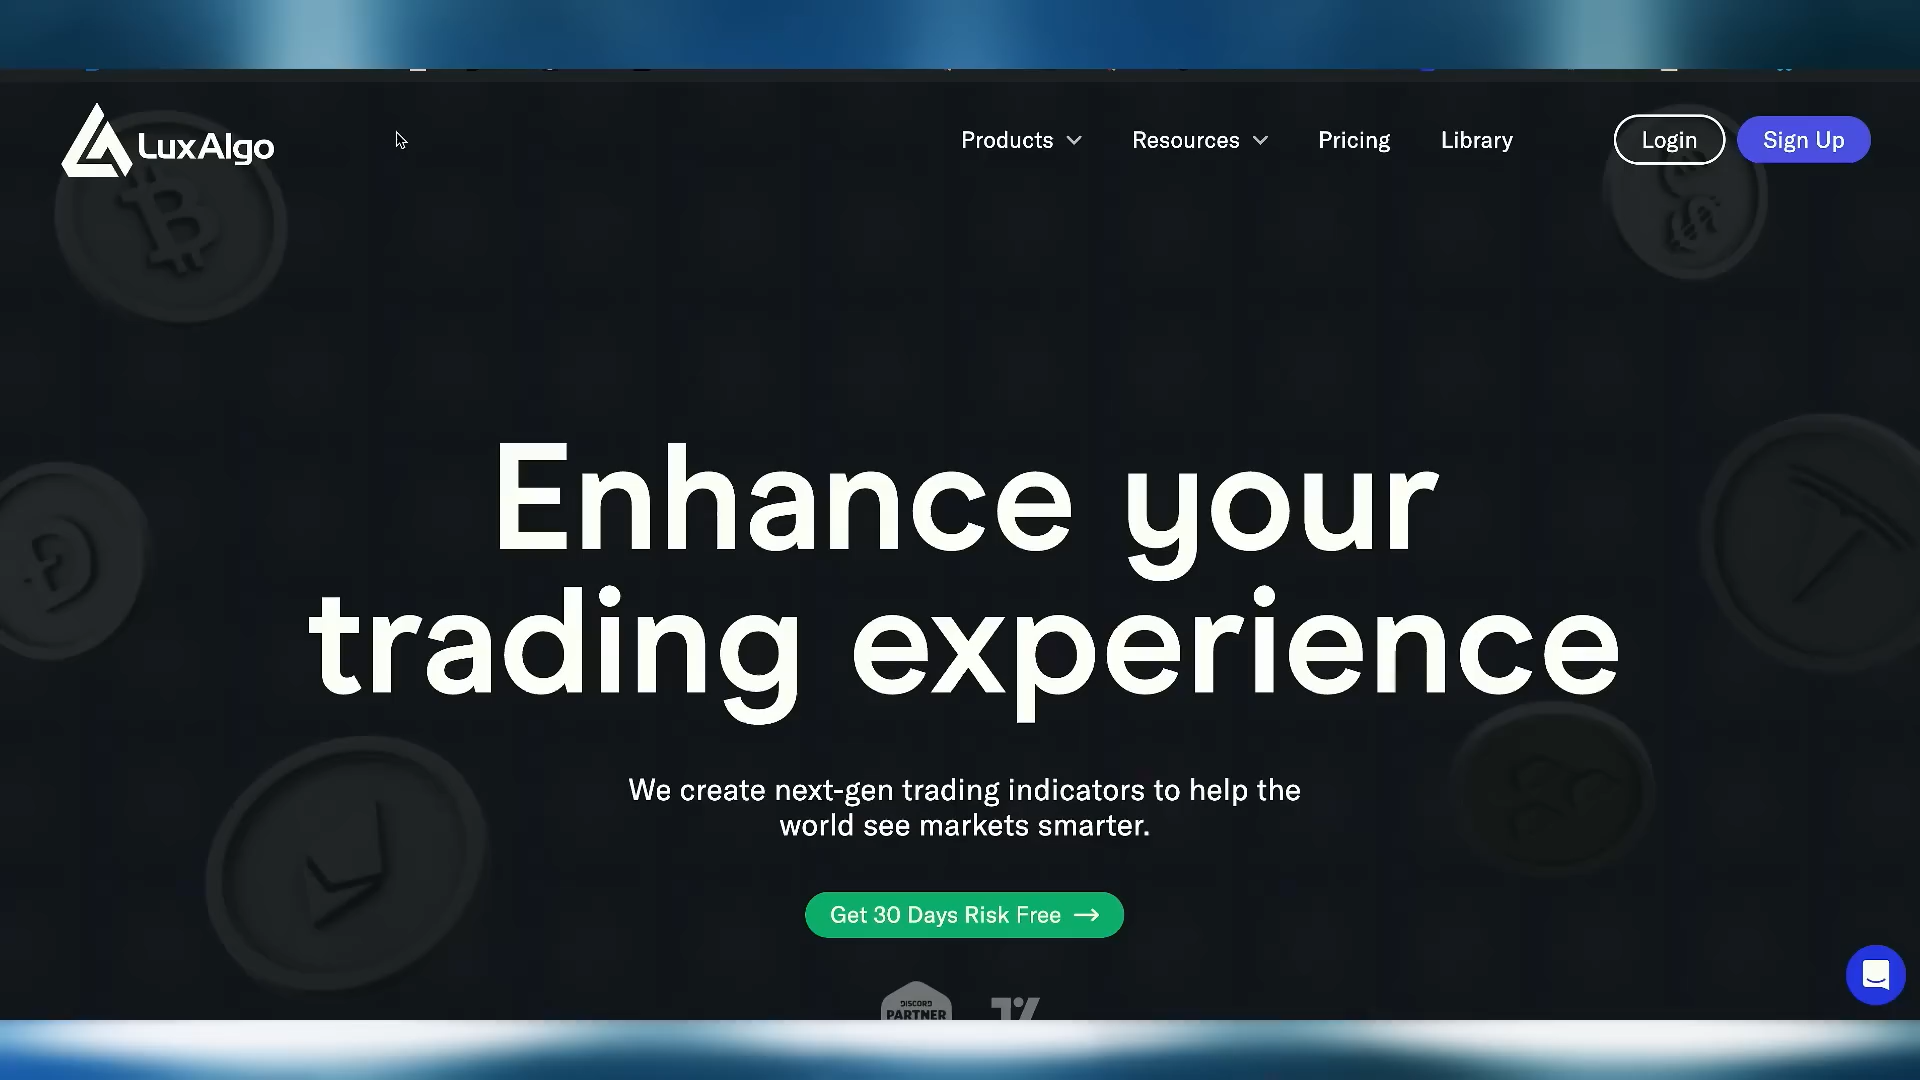 LuxAlgo
Products
Resources
Pricing
Library
Login
Sign Up
Enhance your
trading experience
We create next-gen trading indicators to help the
world see markets smarter.
Get 30 Days Risk Free →
DISCORD
PARTNER